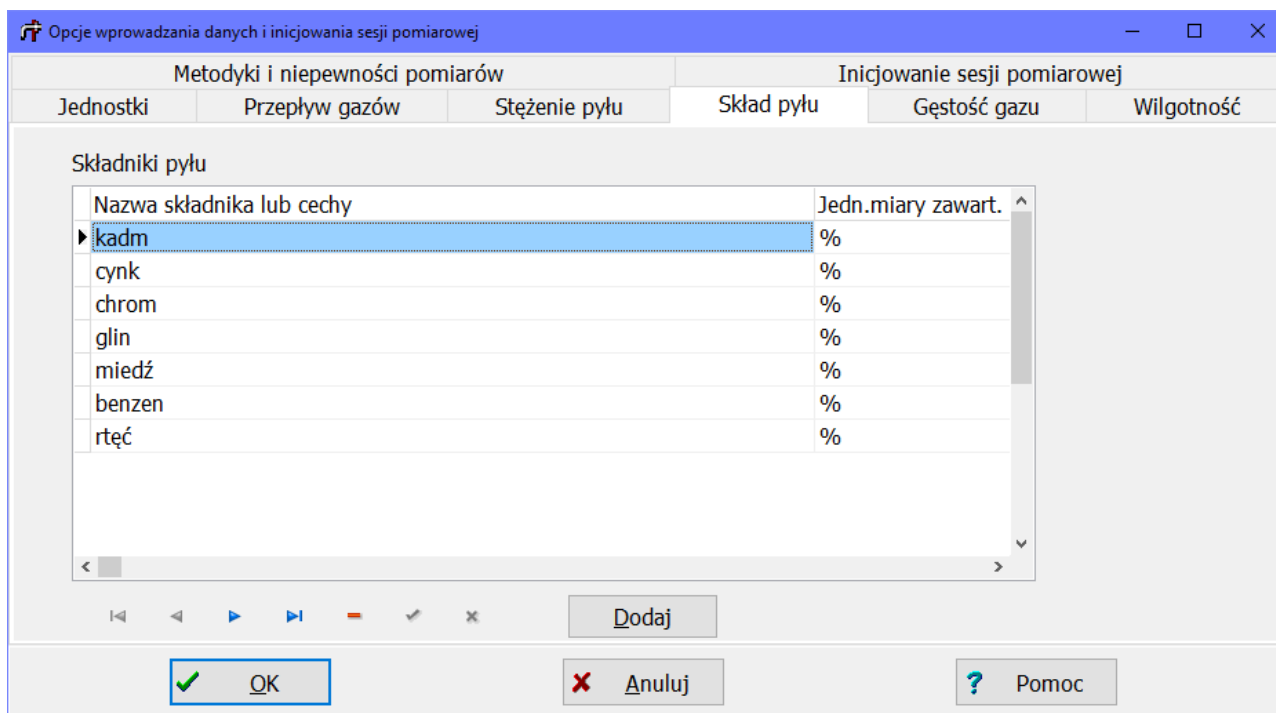 Opcje wprowadzania danych i inicjowania sesji pomiarowej
Metodyki i niepewności pomiarów Inicjowanie sesji pomiarowej
Jednostki Przepływ gazów Stężenie pyłu Skład pyłu Gęstość gazu Wilgotność
Składniki pyłu
Nazwa składnika lub cechy Jedn.miary zawart.
kadm %
cynk %
chrom %
glin %
miedź %
benzen %
rtęć %
Dodaj
OK Anuluj ? Pomoc